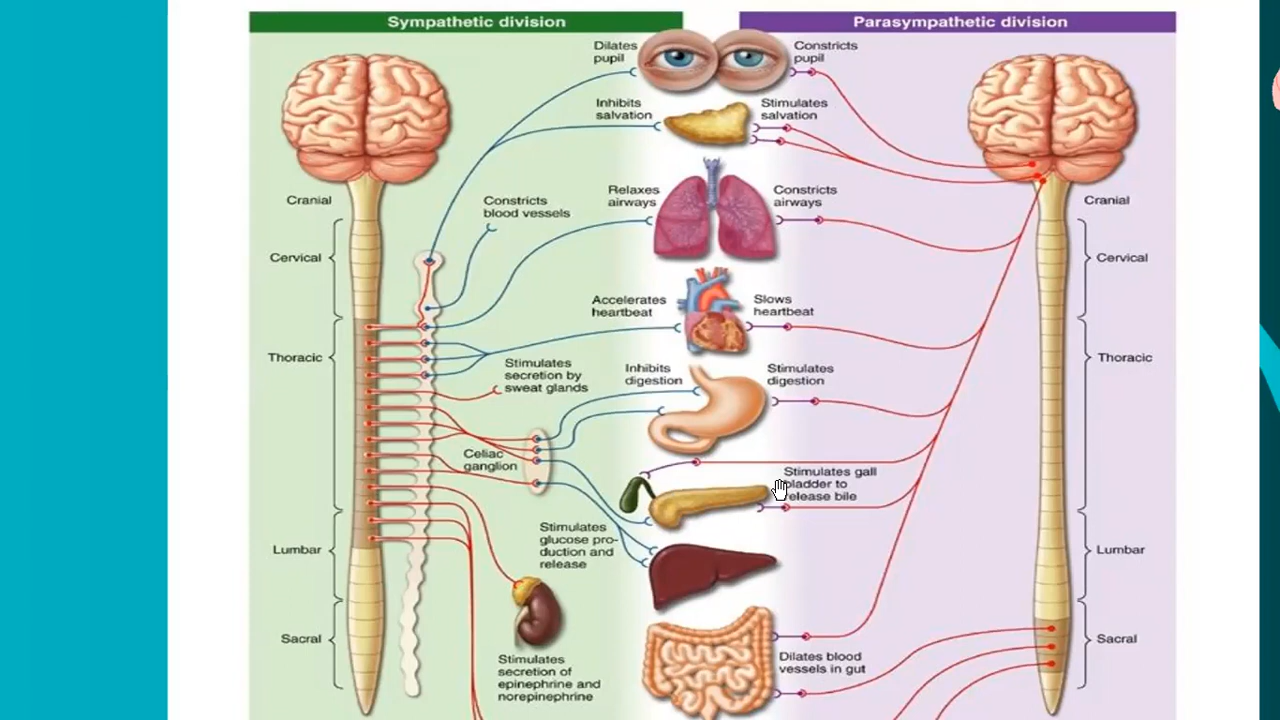 Sympathetic division
Parasympathetic division
Dilates
pupil
Constricts
pupil
Inhibits
salvation
Stimulates
salvation
Relaxes
airways
Constricts
airways
Cranial
Cranial
Constricts
blood vessels
Cervical
Cervical
Accelerates
heartbeat
Slows
heartbeat
Thoracic
Thoracic
Stimulates
secretion by
sweat glands
Inhibits
digestion
Stimulates
digestion
Celiac
ganglion
Stimulates gall
bladder to
release bile
Stimulates
glucose pro-
duction and
release
Lumbar
Lumbar
Sacral
Sacral
Stimulates
secretion of
epinephrine and
norepinephrine
Dilates blood
vessels in gut